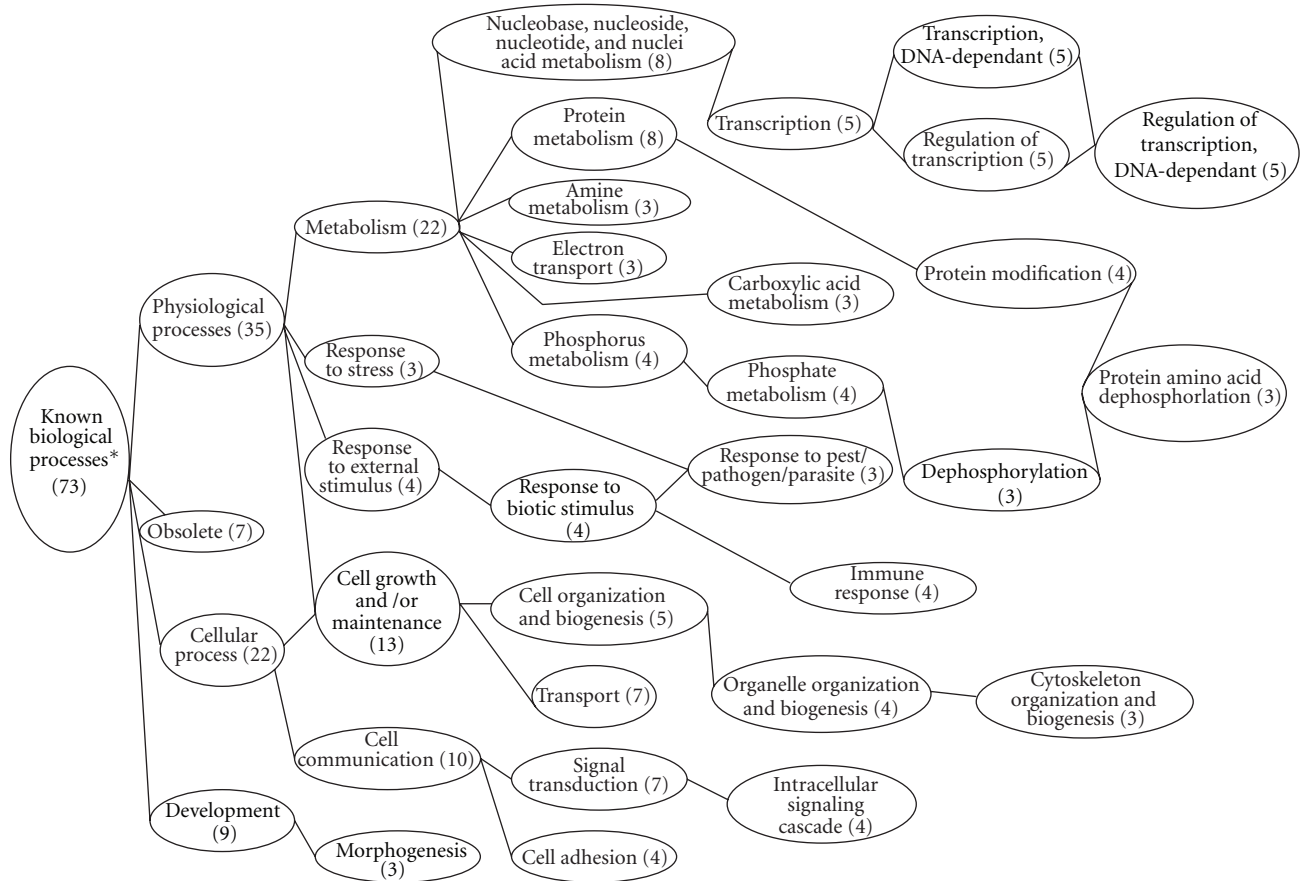 Nucleobase, nucleoside,
nucleotide, and nuclei
acid metabolism (8)
Transcription,
DNA-dependant (5)
Protein
metabolism (8)
Transcription (5)
Regulation of
transcription (5)
Regulation of
transcription,
DNA-dependant (5)
Amine
metabolism (3)
Metabolism (22)
Electron
transport (3)
Carboxylic acid
metabolism (3)
Protein modification (4)
Physiological
processes (35)
Phosphorus
metabolism (4)
Response
to stress (3)
Phosphate
metabolism (4)
Protein amino acid
dephosphorlation (3)
Known
biological
processes*
(73)
Response
to external
stimulus (4)
Response to
biotic stimulus
(4)
Response to pest/
pathogen/parasite (3)
Dephosphorylation
(3)
Obsolete (7)
Immune
response (4)
Cell growth
and /or
maintenance
(13)
Cell organization
and biogenesis (5)
Cellular
process (22)
Transport (7)
Organelle organization
and biogenesis (4)
Cytoskeleton
organization and
biogenesis (3)
Cell
communication (10)
Signal
transduction (7)
Intracellular
signaling
cascade (4)
Development
(9)
Morphogenesis
(3)
Cell adhesion (4)